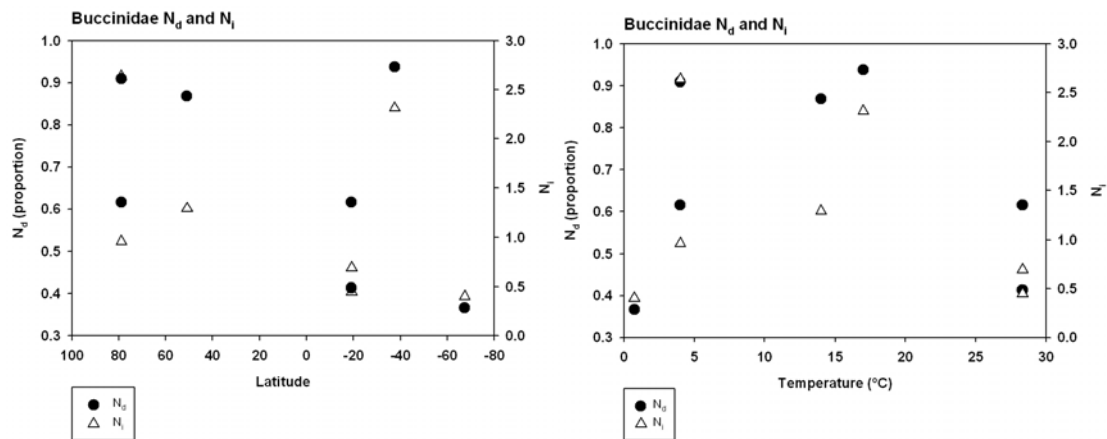 Buccinidae Nd and Ni
1.0
0.9
0.8
0.7
0.6
0.5
0.4
0.3
Nd (proportion)
3.0
2.5
2.0
1.5
1.0
0.5
0.0
Ni
100 80 60 40 20 0 -20 -40 -60 -80
Latitude
Nd
Ni
Buccinidae Nd and Ni
1.0
0.9
0.8
0.7
0.6
0.5
0.4
0.3
Nd (proportion)
3.0
2.5
2.0
1.5
1.0
0.5
0.0
Ni
0 5 10 15 20 25 30
Temperature (ºC)
Nd
Ni